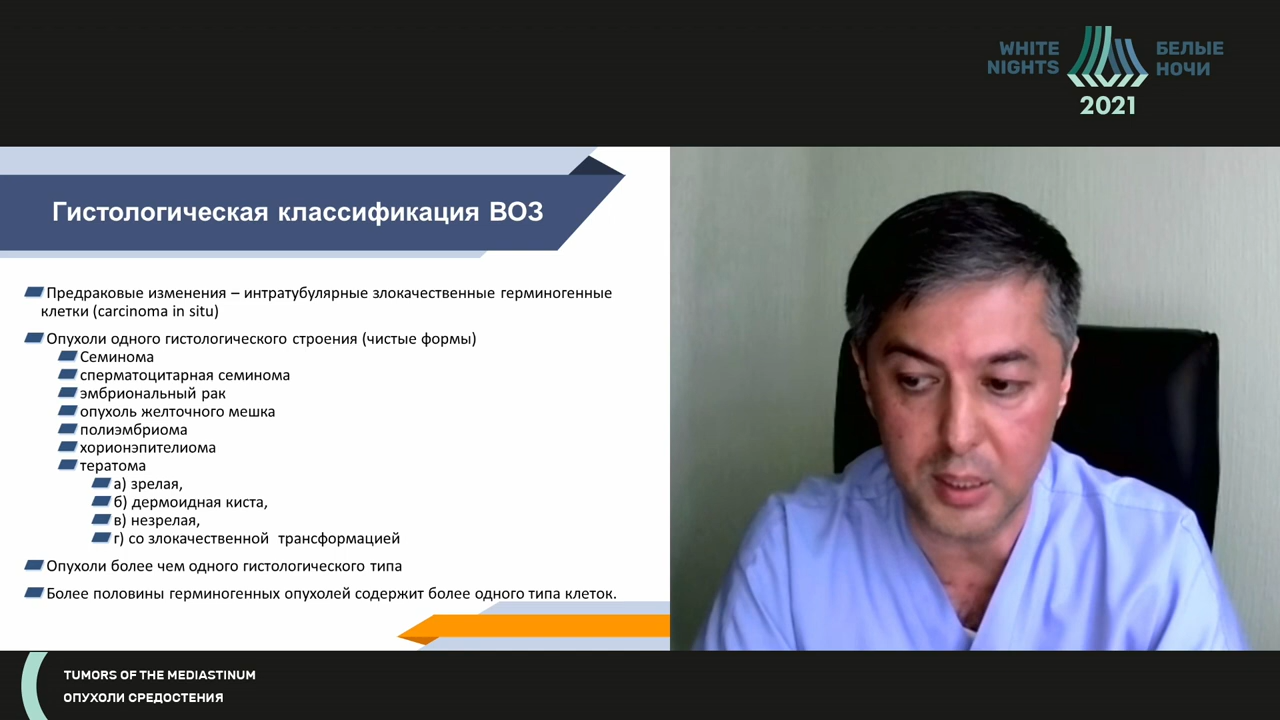 WHITE NIGHTS
БЕЛЫЕ НОЧИ
2021
Гистологическая классификация ВОЗ
Предраковые изменения – интратубулярные злокачественные герминогенные
клетки (carcinoma in situ)
Опухоли одного гистологического строения (чистые формы)
Семинома
сперматоцитарная семинома
эмбриональный рак
опухоль желточного мешка
полиэмбриома
хорионэпителиома
тератома
а) зрелая,
б) дермоидная киста,
в) незрелая,
г) со злокачественной трансформацией
Опухоли более чем одного гистологического типа
Более половины герминогенных опухолей содержит более одного типа клеток.
TUMORS OF THE MEDIASTINUM
ОПУХОЛИ СРЕДОСТЕНИЯ